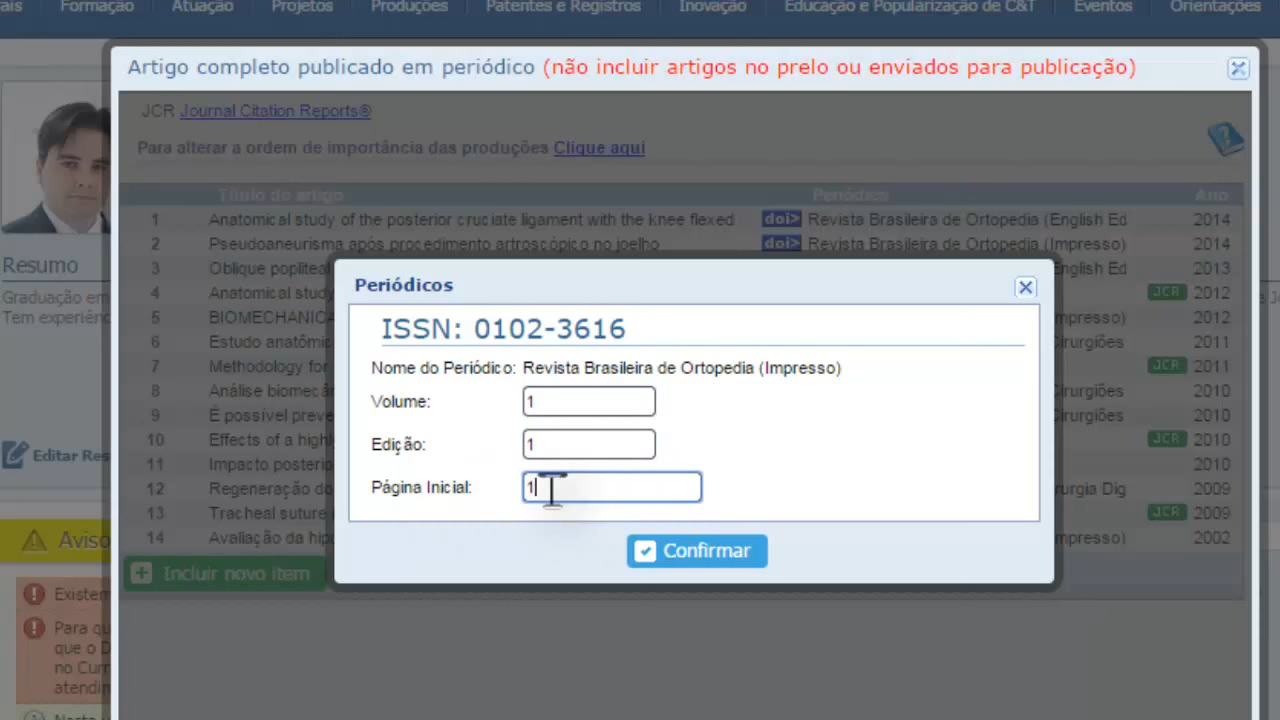 Formação Atuação Projetos Produções Patentes e Registros Inovação Educação e Popularização de C&T Eventos Orientações
Artigo completo publicado em periódico (não incluir artigos no prelo ou enviados para publicação)
JCR Journal Citation Reports®
Para alterar a ordem de importância das produções Clique aqui
Título do artigo Periódico Ano
1 Anatomical study of the posterior cruciate ligament with the knee flexed doi> Revista Brasileira de Ortopedia (English Ed 2014
2 Pseudoaneurisma após procedimento artroscópico no joelho doi> Revista Brasileira de Ortopedia (Impresso) 2014
3 Oblique popliteal English Ed 2013
4 Anatomical study JCR 2012
5 BIOMECHANICA mpresso) 2012
6 Estudo anatômic Cirurgiões 2011
7 Methodology for JCR 2011
8 Análise biomecân Cirurgiões 2010
9 É possível preve Cirurgiões 2010
10 Effects of a high JCR 2010
11 Impacto posterio 2010
12 Regeneração do rurgia Dig 2009
13 Tracheal suture JCR 2009
14 Avaliação da hip mpresso) 2002
Incluir novo item
Periódicos
ISSN: 0102-3616
Nome do Periódico: Revista Brasileira de Ortopedia (Impresso)
Volume: 1
Edição: 1
Página Inicial: 1
Confirmar
Resumo
Graduação em
Tem experiênc
Editar Res
Aviso
Existem
Para qu
que o D
no Curr
atendim